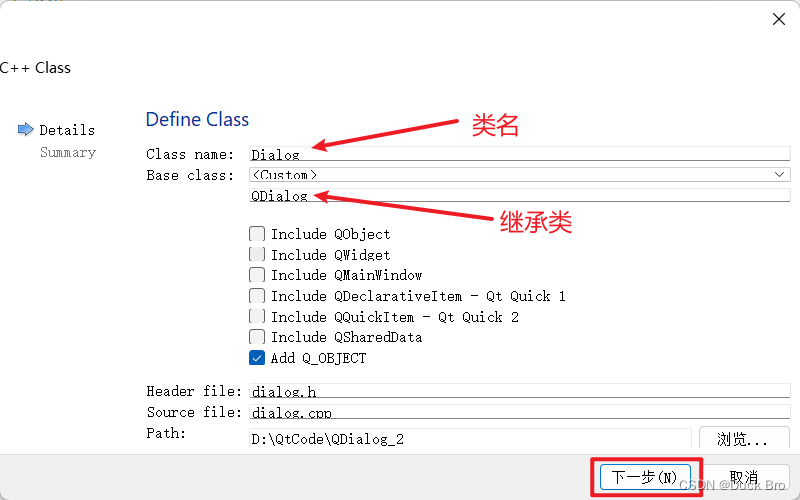 C++ Class
Details
Summary
Define Class
类名
Class name: Dialog
Base class: <Custom>
QDialog
继承类
Include QObject
Include QWidget
Include QMainWindow
Include QDeclarativeItem - Qt Quick 1
Include QQuickItem - Qt Quick 2
Include QSharedData
Add Q_OBJECT
Header file: dialog.h
Source file: dialog.cpp
Path: D:\QtCode\QDialog_2 浏览...
下一步(N) 取消
CSDN @Duck Bro